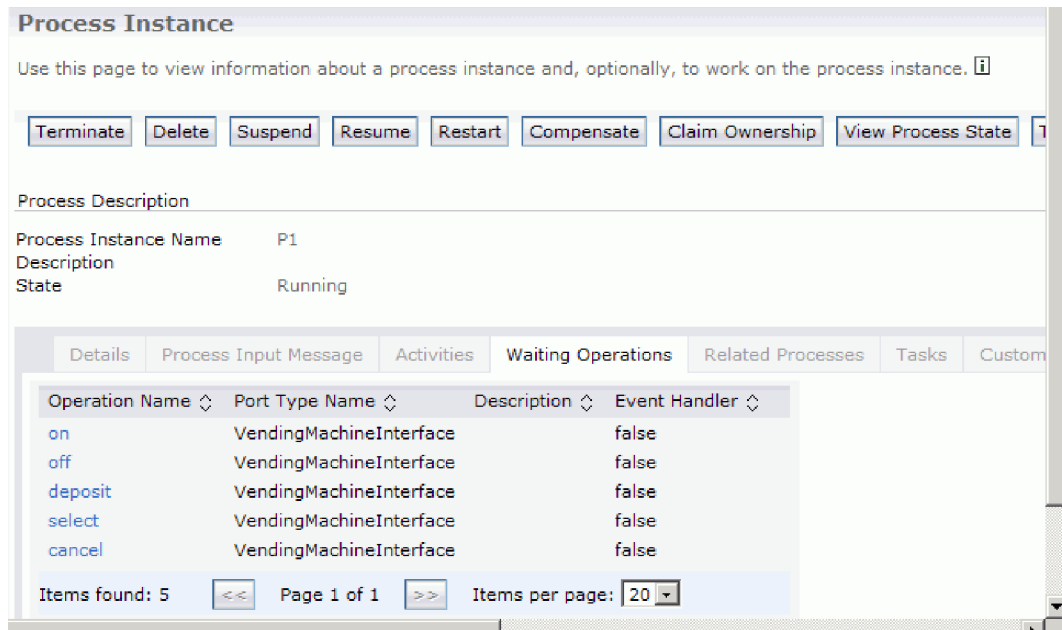 Process Instance
Use this page to view information about a process instance and, optionally, to work on the process instance. i
Terminate Delete Suspend Resume Restart Compensate Claim Ownership View Process State T
Process Description
Process Instance Name P1
Description
State Running
Details Process Input Message Activities Waiting Operations Related Processes Tasks Custom
Operation Name Port Type Name Description Event Handler
on VendingMachineInterface false
off VendingMachineInterface false
deposit VendingMachineInterface false
select VendingMachineInterface false
cancel VendingMachineInterface false
Items found: 5 << Page 1 of 1 >> Items per page: 20